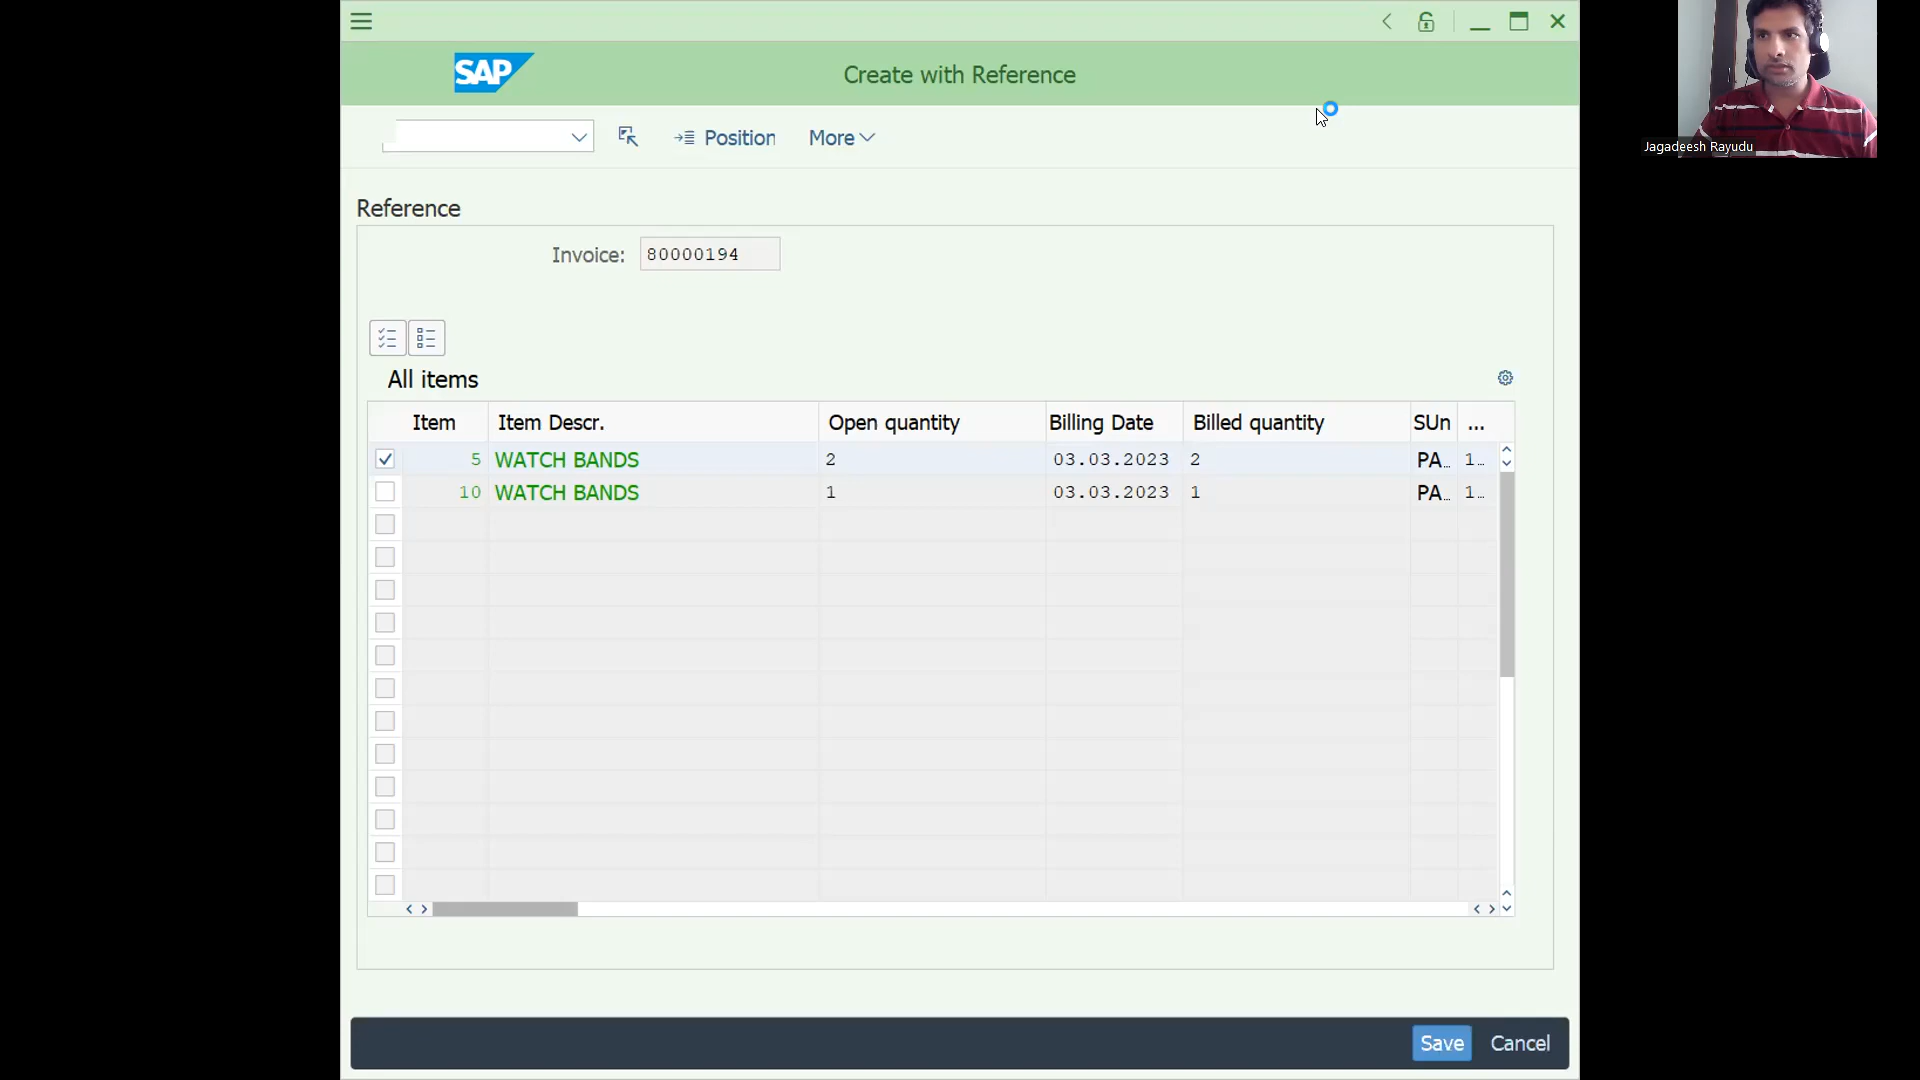 SAP
Create with Reference
Jagadeesh Rayudu
Position
More
Reference
Invoice: 80000194
All items
Item Item Descr. Open quantity Billing Date Billed quantity SUn ...
5 WATCH BANDS 2 03.03.2023 2 PA... 1...
10 WATCH BANDS 1 03.03.2023 1 PA... 1...
Save Cancel